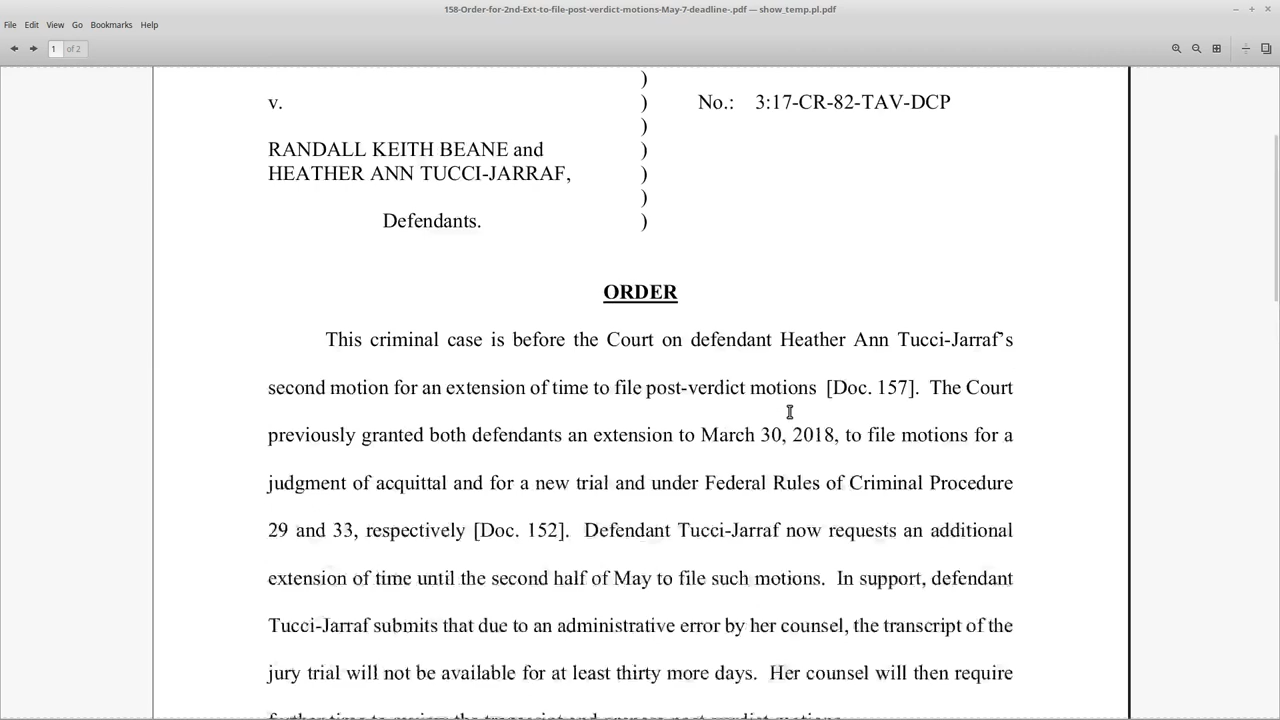 158-Order-for-2nd-Ext-to-file-post-verdict-motions-May-7-deadline-.pdf — show_temp.pl.pdf
File Edit View Go Bookmarks Help
1 of 2
)
v. ) No.: 3:17-CR-82-TAV-DCP
)
RANDALL KEITH BEANE and )
HEATHER ANN TUCCI-JARRAF, )
)
Defendants. )
ORDER
This criminal case is before the Court on defendant Heather Ann Tucci-Jarraf’s
second motion for an extension of time to file post-verdict motions [Doc. 157]. The Court
previously granted both defendants an extension to March 30, 2018, to file motions for a
judgment of acquittal and for a new trial and under Federal Rules of Criminal Procedure
29 and 33, respectively [Doc. 152]. Defendant Tucci-Jarraf now requests an additional
extension of time until the second half of May to file such motions. In support, defendant
Tucci-Jarraf submits that due to an administrative error by her counsel, the transcript of the
jury trial will not be available for at least thirty more days. Her counsel will then require